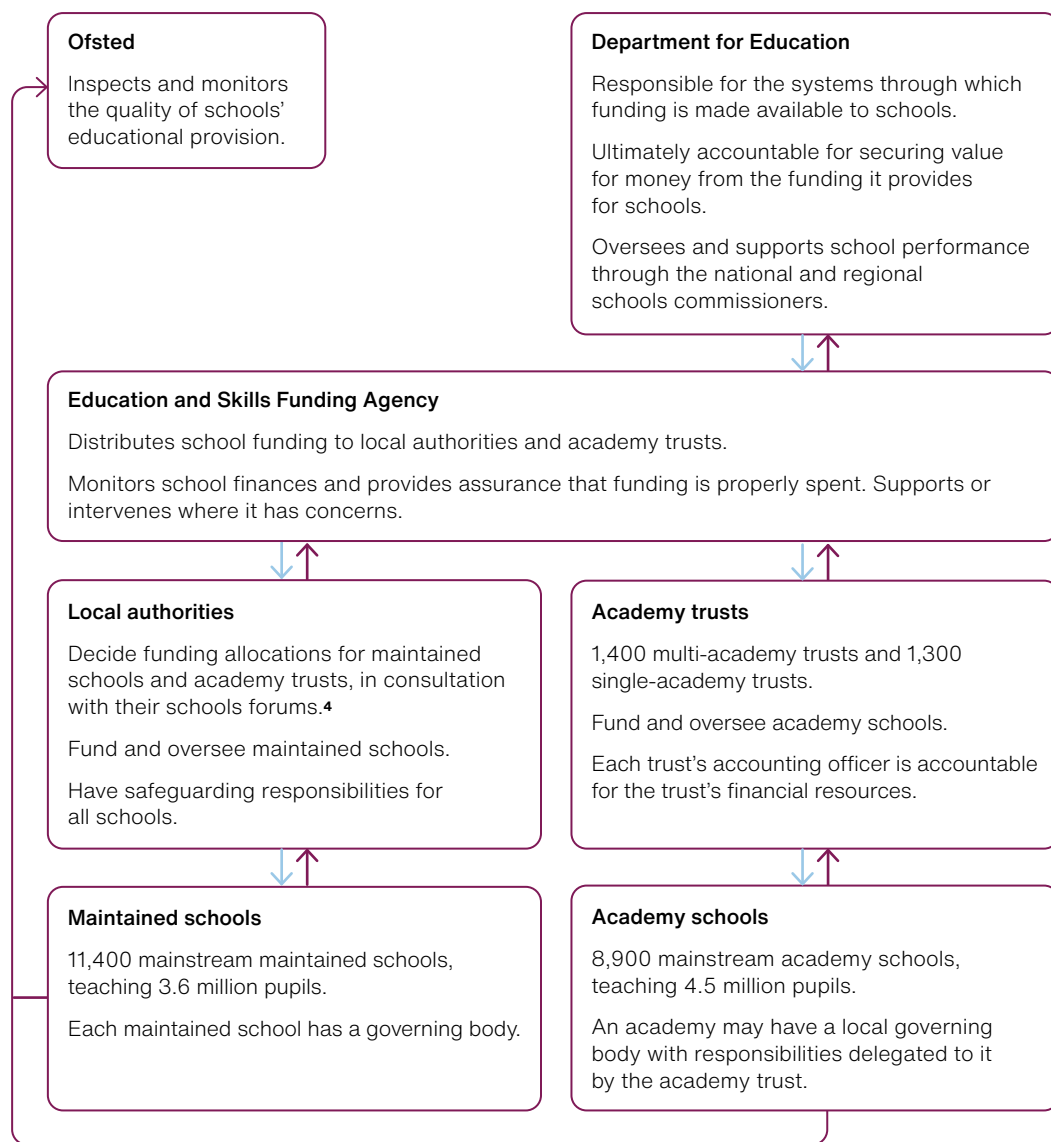 Ofsted
Inspects and monitors
the quality of schools’
educational provision.
Department for Education
Responsible for the systems through which
funding is made available to schools.
Ultimately accountable for securing value
for money from the funding it provides
for schools.
Oversees and supports school performance
through the national and regional
schools commissioners.
Education and Skills Funding Agency
Distributes school funding to local authorities and academy trusts.
Monitors school finances and provides assurance that funding is properly spent. Supports or
intervenes where it has concerns.
Local authorities
Decide funding allocations for maintained
schools and academy trusts, in consultation
with their schools forums.4
Fund and oversee maintained schools.
Have safeguarding responsibilities for
all schools.
Academy trusts
1,400 multi-academy trusts and 1,300
single-academy trusts.
Fund and oversee academy schools.
Each trust’s accounting officer is accountable
for the trust’s financial resources.
Maintained schools
11,400 mainstream maintained schools,
teaching 3.6 million pupils.
Each maintained school has a governing body.
Academy schools
8,900 mainstream academy schools,
teaching 4.5 million pupils.
An academy may have a local governing
body with responsibilities delegated to it
by the academy trust.